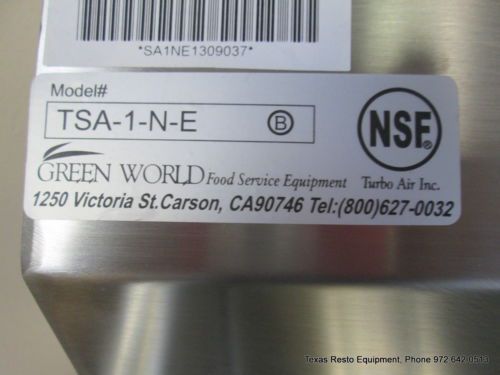 *SA1NE1309037*
Model#
TSA-1-N-E B
NSF
GREEN WORLD Food Service Equipment Turbo Air Inc.
1250 Victoria St.Carson, CA90746 Tel:(800)627-0032
Texas Resto Equipment, Phone 972 642 0513